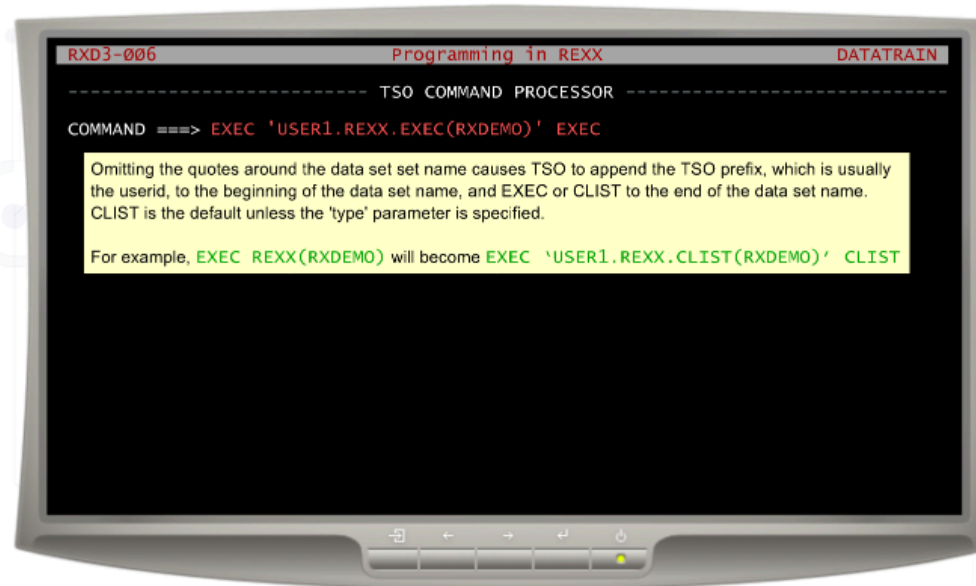 RXD3-006 Programming in REXX DATATRAIN
--------------------------- TSO COMMAND PROCESSOR -----------------------------
COMMAND ===> EXEC 'USER1.REXX.EXEC(RXDEMO)' EXEC
Omitting the quotes around the data set set name causes TSO to append the TSO prefix, which is usually
the userid, to the beginning of the data set name, and EXEC or CLIST to the end of the data set name.
CLIST is the default unless the 'type' parameter is specified.
For example, EXEC REXX(RXDEMO) will become EXEC ‘USER1.REXX.CLIST(RXDEMO)’ CLIST